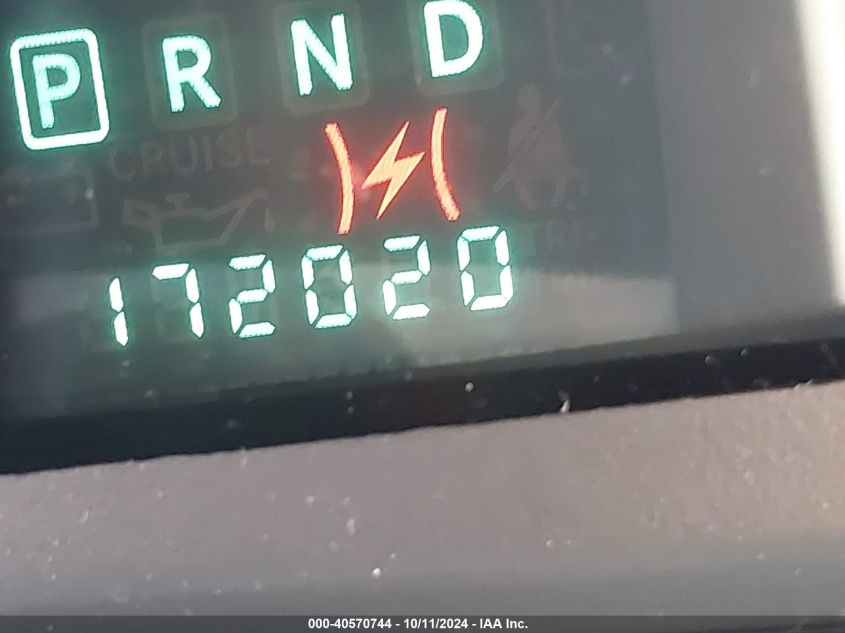 P R N D
CRUISE
172020
000-40570744 - 10/11/2024 - IAA Inc.